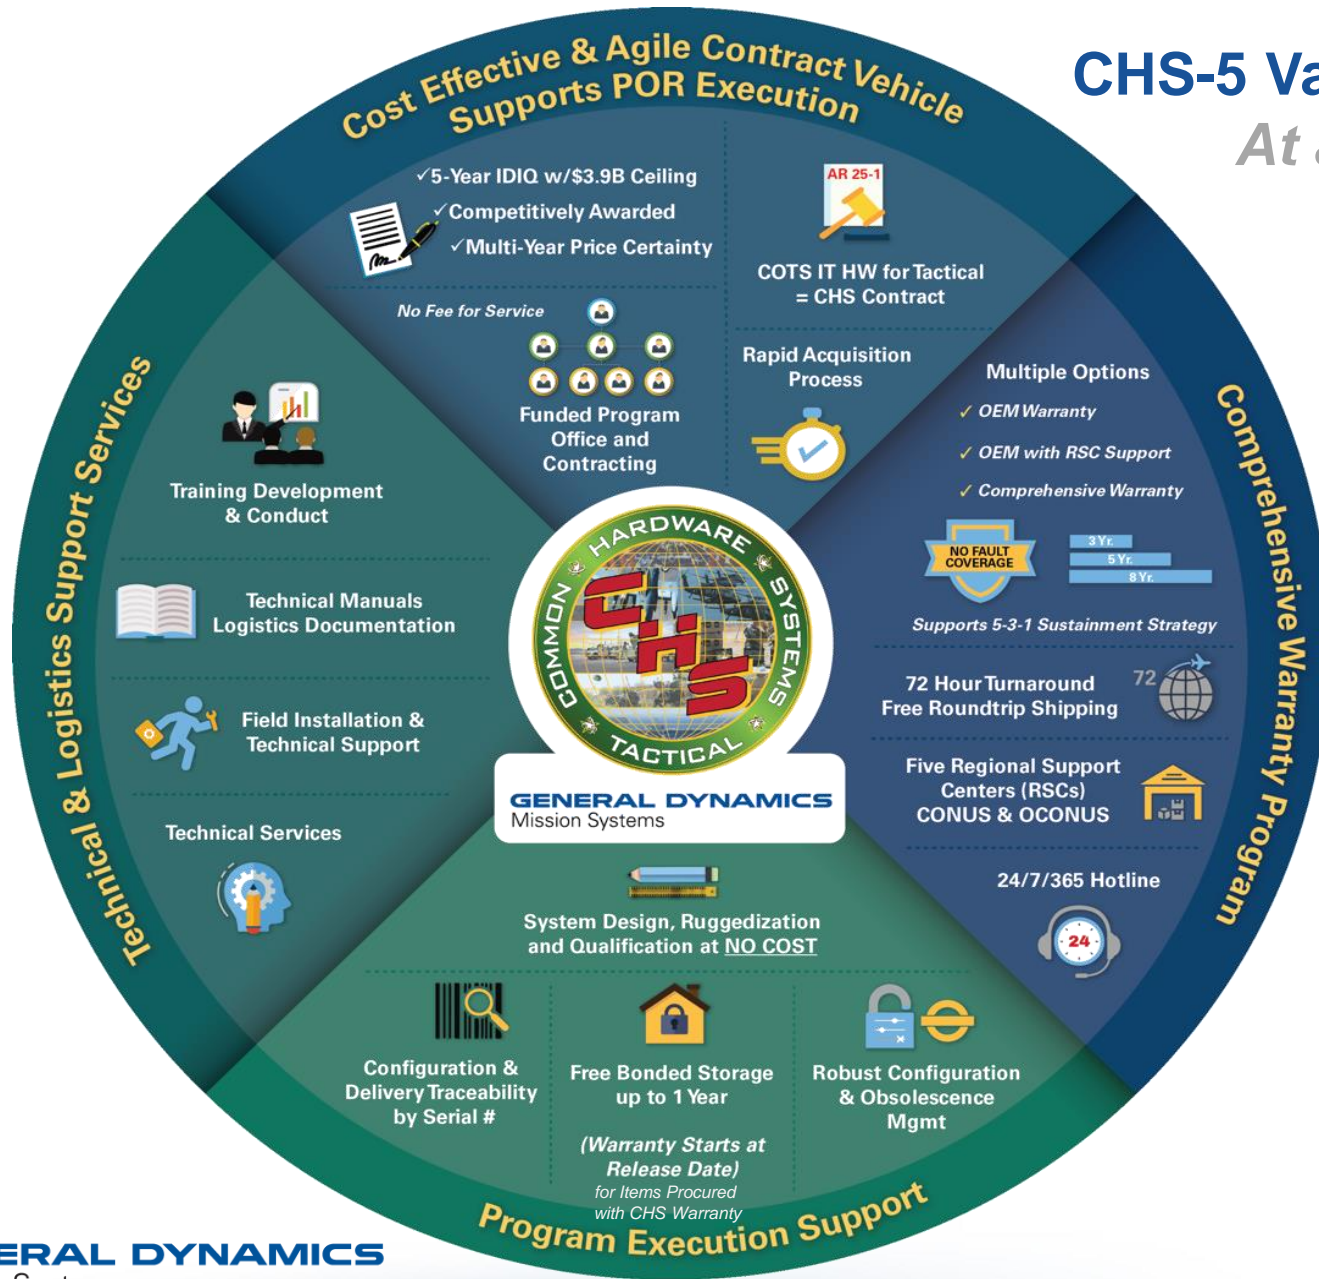 CHS-5 Va
At
Cost Effective & Agile Contract Vehicle
Supports POR Execution
✓5-Year IDIQ w/$3.9B Ceiling
✓Competitively Awarded
✓Multi-Year Price Certainty
AR 25-1
COTS IT HW for Tactical
= CHS Contract
No Fee for Service
Funded Program
Office and
Contracting
Rapid Acquisition
Process
Comprehensive Warranty Program
Multiple Options
✓ OEM Warranty
✓ OEM with RSC Support
✓ Comprehensive Warranty
NO FAULT
COVERAGE
3 Yr.
5 Yr.
8 Yr.
Supports 5-3-1 Sustainment Strategy
72 Hour Turnaround
Free Roundtrip Shipping
72
Five Regional Support
Centers (RSCs)
CONUS & OCONUS
24/7/365 Hotline
24
Technical & Logistics Support Services
Training Development
& Conduct
Technical Manuals
Logistics Documentation
Field Installation &
Technical Support
Technical Services
COMMON HARDWARE SYSTEMS
TACTICAL
CHS
GENERAL DYNAMICS
Mission Systems
System Design, Ruggedization
and Qualification at NO COST
Configuration &
Delivery Traceability
by Serial #
Free Bonded Storage
up to 1 Year
(Warranty Starts at
Release Date)
for Items Procured
with CHS Warranty
Robust Configuration
& Obsolescence
Mgmt
Program Execution Support
ERAL DYNAMICS